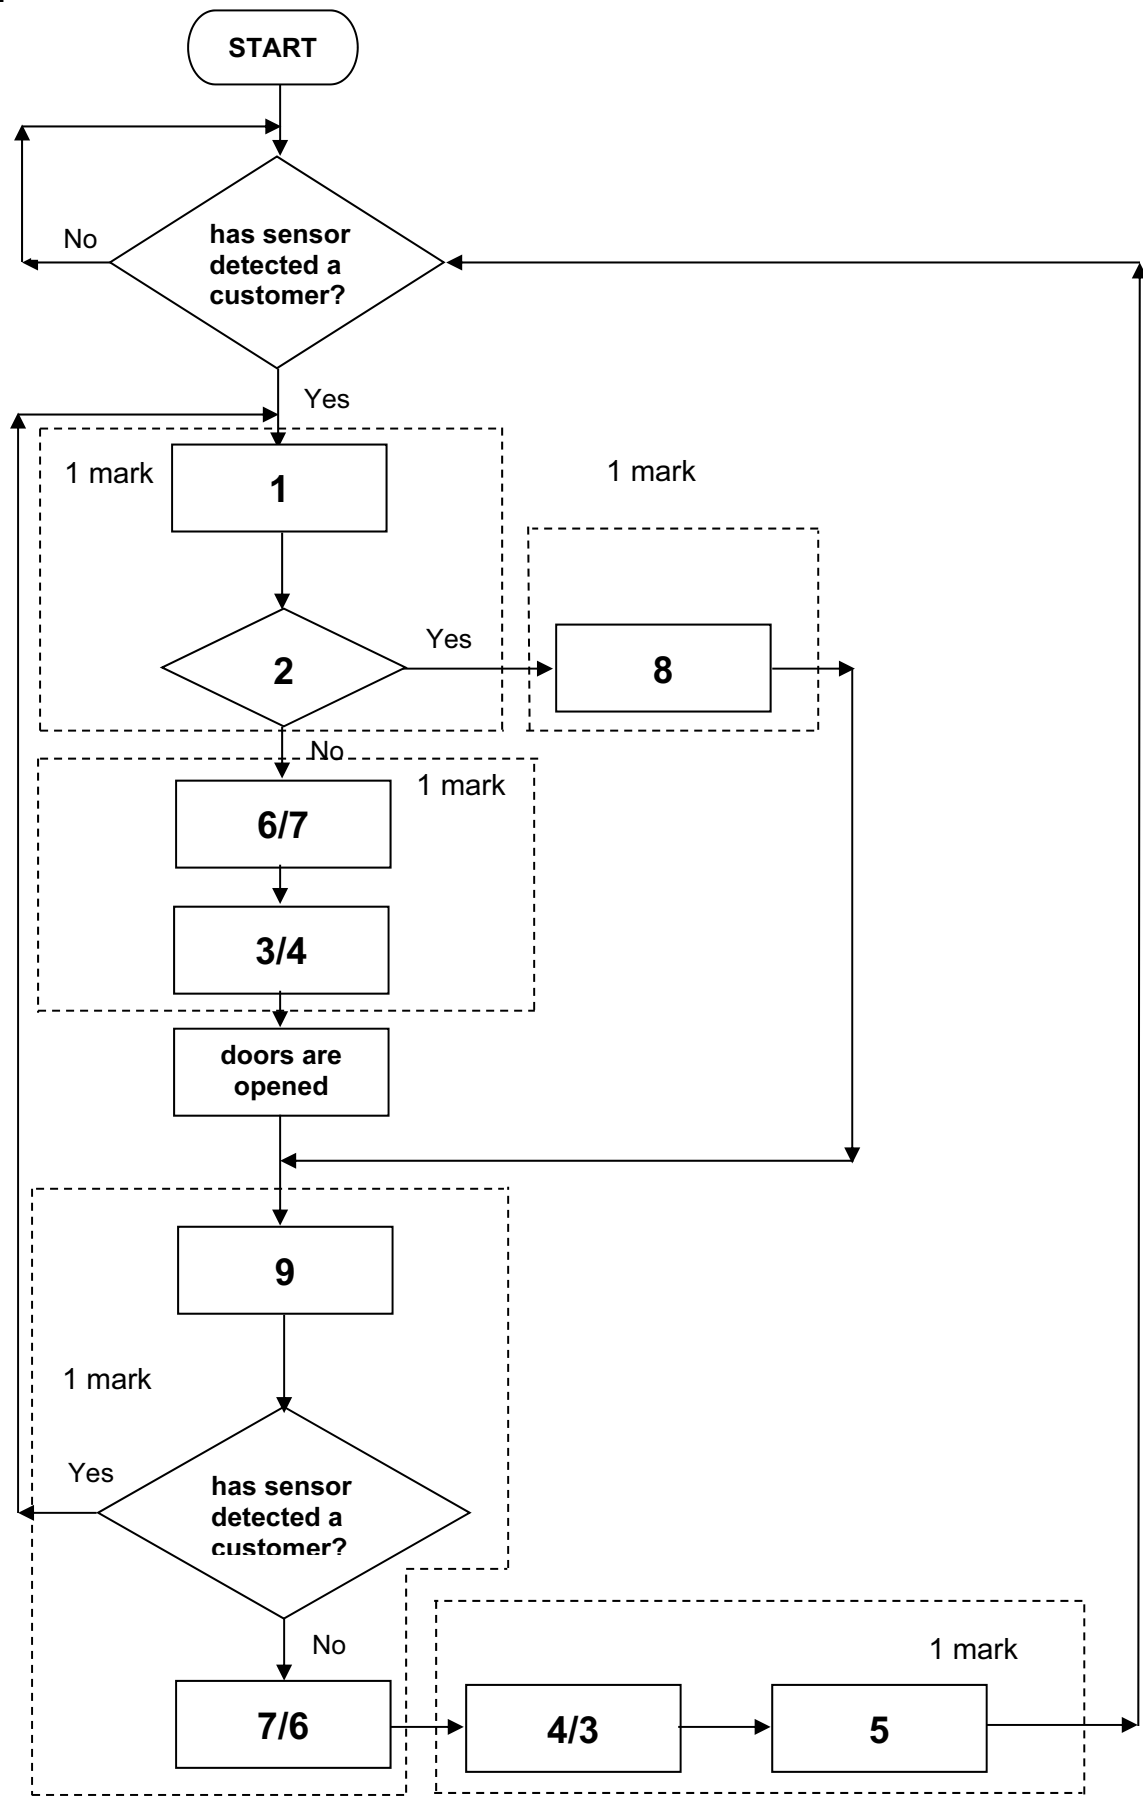 START
No
has sensor
detected a
customer?
Yes
1 mark
1
1 mark
2
Yes
8
No
1 mark
6/7
3/4
doors are
opened
9
1 mark
Yes
has sensor
detected a
customer?
No
1 mark
7/6
4/3
5